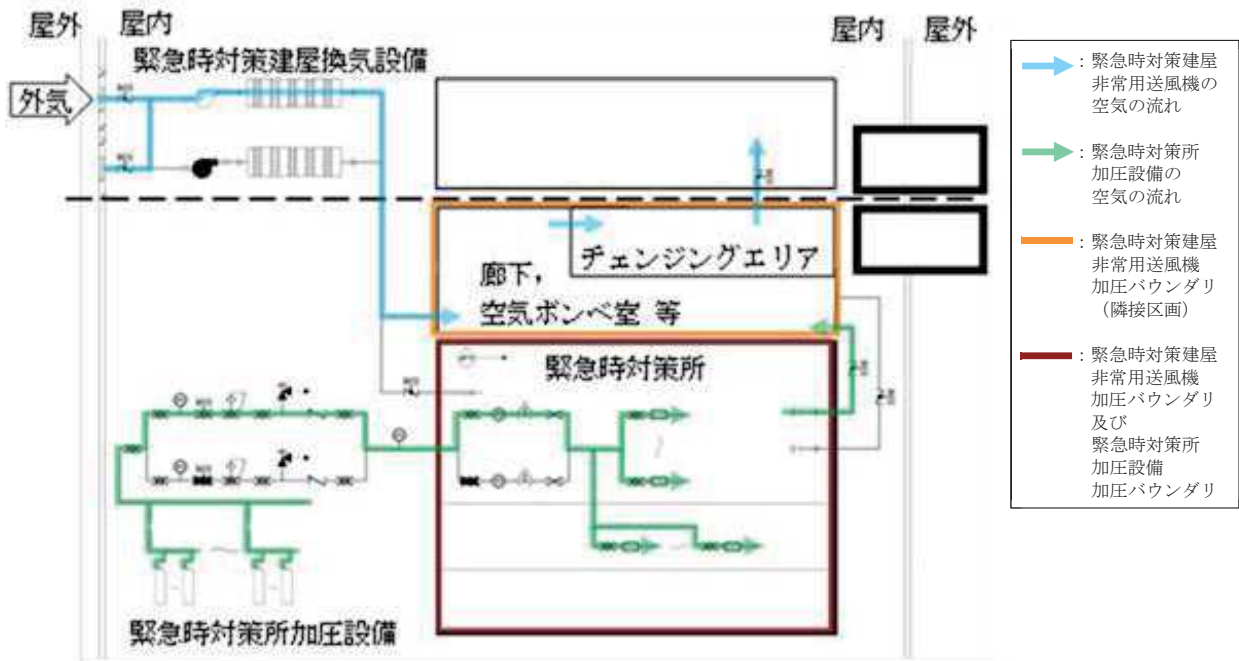 屋外
屋内
緊急時対策建屋換気設備
外気
屋内
屋外
チェンジングエリア
廊下,
空気ボンベ室 等
緊急時対策所
緊急時対策所加圧設備
:緊急時対策建屋
非常用送風機の
空気の流れ
:緊急時対策所
加圧設備の
空気の流れ
:緊急時対策建屋
非常用送風機
加圧バウンダリ
(隣接区画)
:緊急時対策建屋
非常用送風機
加圧バウンダリ
及び
緊急時対策所
加圧設備
加圧バウンダリ